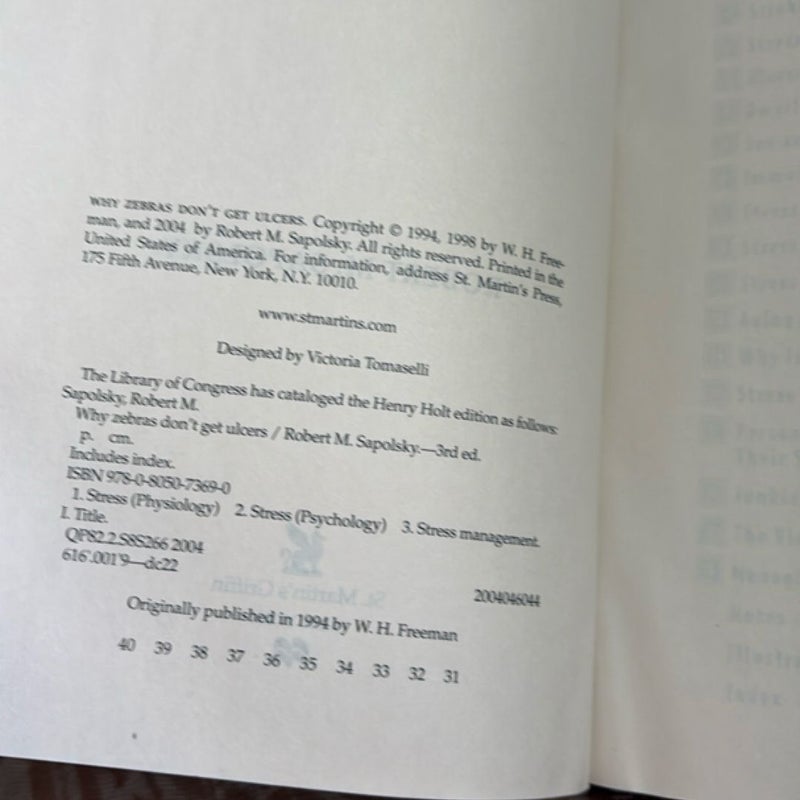 WHY ZEBRAS DON'T GET ULCERS. Copyright © 1994, 1998 by W. H. Free-
man, and 2004 by Robert M. Sapolsky. All rights reserved. Printed in the
United States of America. For information, address St. Martin's Press,
175 Fifth Avenue, New York, N.Y. 10010.
www.stmartins.com
Designed by Victoria Tomaselli
The Library of Congress has cataloged the Henry Holt edition as follows:
Sapolsky, Robert M.
Why zebras don't get ulcers / Robert M. Sapolsky.—3rd ed.
p. cm.
Includes index.
ISBN 978-0-8050-7369-0
1. Stress (Physiology) 2. Stress (Psychology) 3. Stress management.
I. Title.
QP82.2.S8S266 2004
616'.001'9—dc22
2004046044
Originally published in 1994 by W. H. Freeman
40 39 38 37 36 35 34 33 32 31